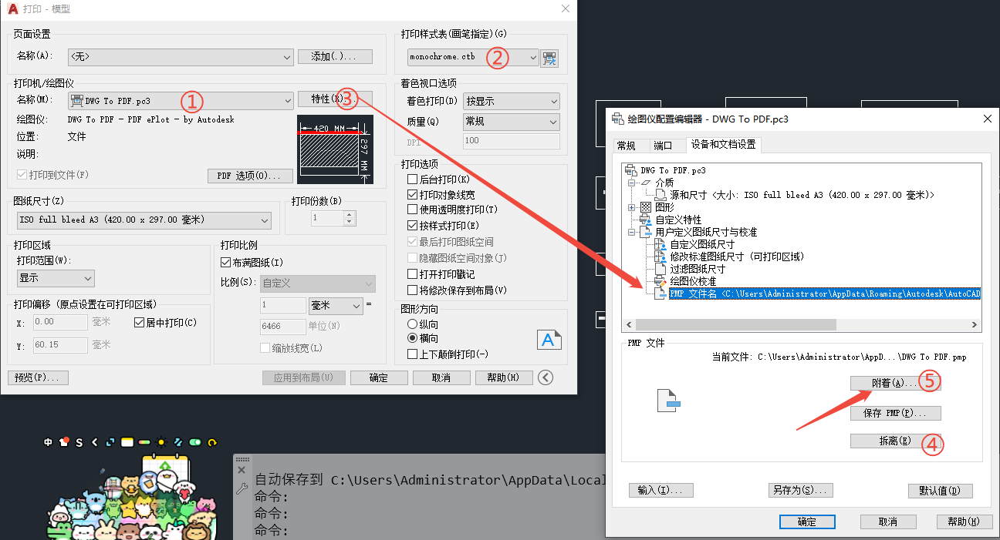 打印 - 模型
页面设置
名称(A):
<无>
添加(.)...
打印机/绘图仪
名称(M):
DWG To PDF.pc3
①
特性(R)...
③
绘图仪:
DWG To PDF - PDF ePlot - by Autodesk
位置:
文件
说明:
打印到文件(F)
PDF 选项(O)...
420 MM
297 MM
图纸尺寸(Z)
ISO full bleed A3 (420.00 x 297.00 毫米)
打印份数(B)
1
打印区域
打印范围(W):
显示
打印比例
布满图纸(I)
比例(S):
自定义
1
毫米
=
6466
单位(N)
缩放线宽(L)
打印偏移 (原点设置在可打印区域)
X:
0.00
毫米
居中打印(C)
Y:
60.15
毫米
打印样式表(画笔指定)(G)
monochrome.ctb
②
着色视口选项
着色打印(D)
按显示
质量(Q)
常规
DPI
100
打印选项
后台打印(K)
打印对象线宽
使用透明度打印(T)
按样式打印(E)
最后打印图纸空间
隐藏图纸空间对象(J)
打开打印戳记
将修改保存到布局(V)
图形方向
纵向
横向
上下颠倒打印(-)
A
预览(P)...
应用到布局(U)
确定
取消
帮助(H)
绘图仪配置编辑器 - DWG To PDF.pc3
常规
端口
设备和文档设置
DWG To PDF.pc3
介质
源和尺寸 <大小: ISO full bleed A3 (420.00 x 297.00 毫米)>
图形
自定义特性
用户定义图纸尺寸与校准
自定义图纸尺寸
修改标准图纸尺寸 (可打印区域)
过滤图纸尺寸
绘图仪校准
PMP 文件名 <C:\Users\Administrator\AppData\Roaming\Autodesk\AutoCAD
PMP 文件
当前文件: C:\Users\Administrator\AppD...\DWG To PDF.pmp
附着(A)...
⑤
保存 PMP(P)...
拆离(E)
④
输入(I)...
另存为(S)...
默认值(D)
确定
取消
帮助(H)
中
S
自动保存到 C:\Users\Administrator\AppData\Local
命令:
命令:
命令: